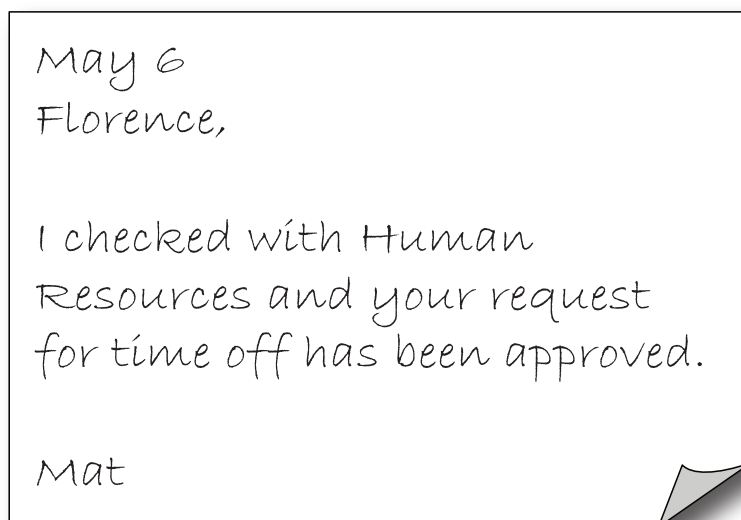 May 6
Florence,
I checked with Human
Resources and your request
for time off has been approved.
Mat